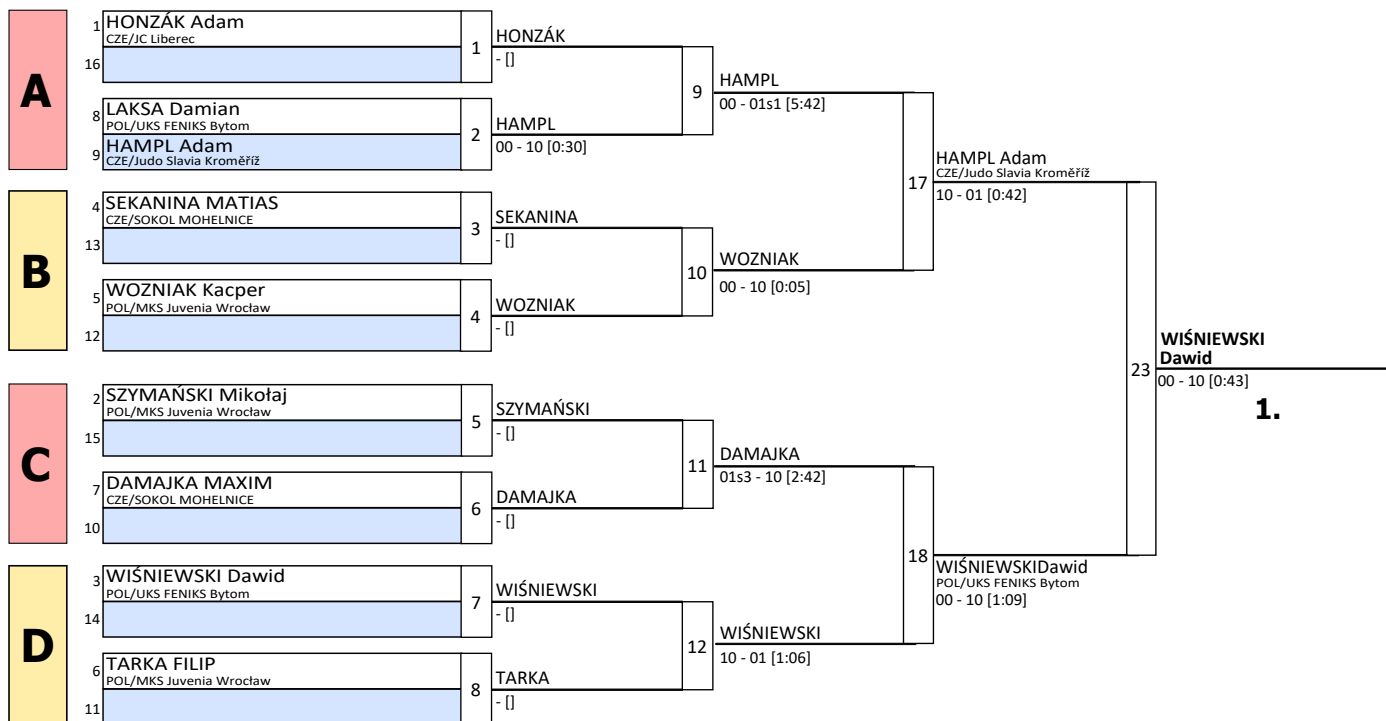 A
1
HONZÁK Adam
CZE/JC Liberec
16
1
HONZÁK
- []
8
LAKSA Damian
POL/UKS FENIKS Bytom
9
HAMPL Adam
CZE/Judo Slavia Kroměříž
2
HAMPL
00 - 10 [0:30]
9
HAMPL
00 - 01s1 [5:42]
B
4
SEKANINA MATIAS
CZE/SOKOL MOHELNICE
13
3
SEKANINA
- []
5
WOZNIAK Kacper
POL/MKS Juvenia Wrocław
12
4
WOZNIAK
- []
10
WOZNIAK
00 - 10 [0:05]
17
HAMPL Adam
CZE/Judo Slavia Kroměříž
10 - 01 [0:42]
C
2
SZYMAŃSKI Mikołaj
POL/MKS Juvenia Wrocław
15
5
SZYMAŃSKI
- []
7
DAMAJKA MAXIM
CZE/SOKOL MOHELNICE
10
6
DAMAJKA
- []
11
DAMAJKA
01s3 - 10 [2:42]
D
3
WIŚNIEWSKI Dawid
POL/UKS FENIKS Bytom
14
7
WIŚNIEWSKI
- []
6
TARKA FILIP
POL/MKS Juvenia Wrocław
11
8
TARKA
- []
12
WIŚNIEWSKI
10 - 01 [1:06]
18
WIŚNIEWSKIDawid
POL/UKS FENIKS Bytom
00 - 10 [1:09]
23
WIŚNIEWSKI
Dawid
00 - 10 [0:43]
1.